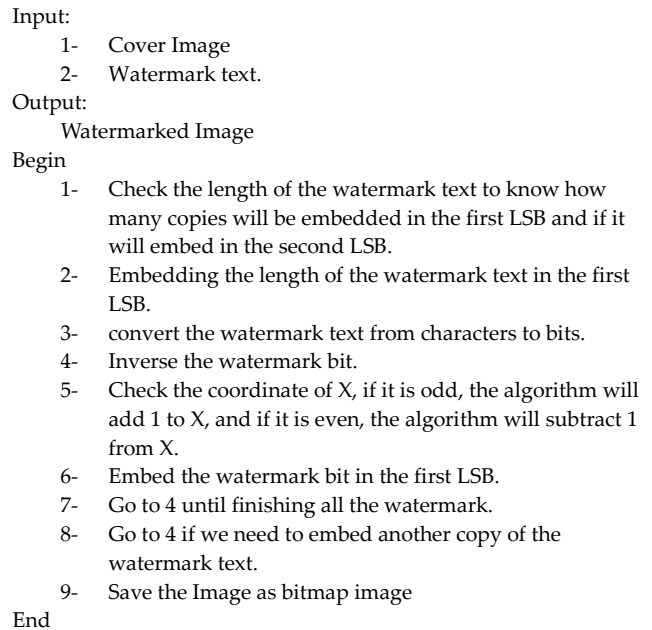 Input:
1- Cover Image
2- Watermark text.
Output:
Watermarked Image
Begin
1- Check the length of the watermark text to know how
many copies will be embedded in the first LSB and if it
will embed in the second LSB.
2- Embedding the length of the watermark text in the first
LSB.
3- convert the watermark text from characters to bits.
4- Inverse the watermark bit.
5- Check the coordinate of X, if it is odd, the algorithm will
add 1 to X, and if it is even, the algorithm will subtract 1
from X.
6- Embed the watermark bit in the first LSB.
7- Go to 4 until finishing all the watermark.
8- Go to 4 if we need to embed another copy of the
watermark text.
9- Save the Image as bitmap image
End